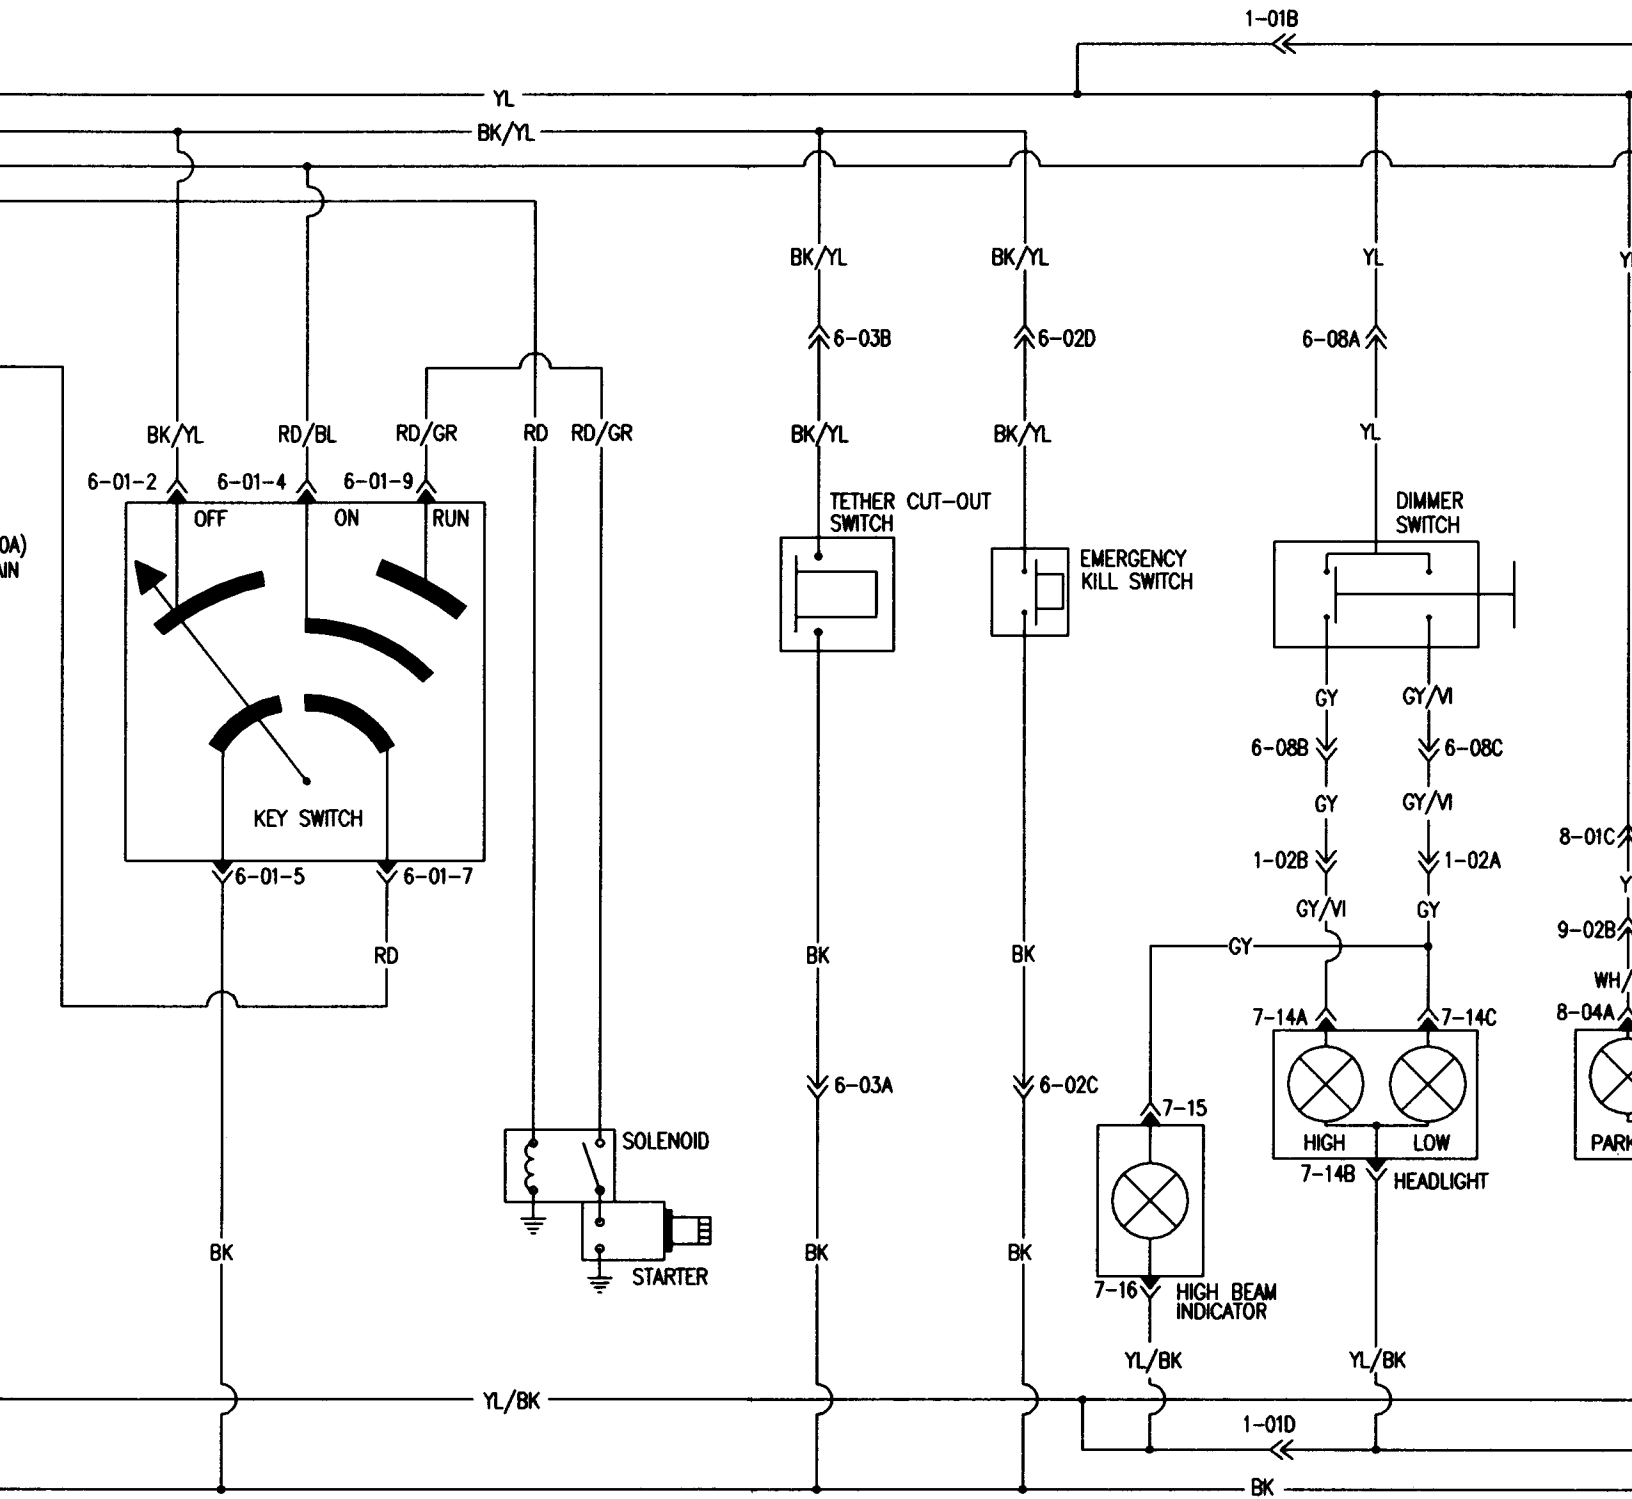 1-01B
YL
BK/YL
BK/YL
BK/YL
YL
6-03B
6-02D
6-08A
BK/YL
RD/BL
RD/GR
RD
RD/GR
BK/YL
BK/YL
YL
6-01-2
6-01-4
6-01-9
OFF
ON
RUN
TETHER CUT-OUT
SWITCH
DIMMER
SWITCH
0A)
EMERGENCY
KILL SWITCH
GY
GY/VI
6-08B
6-08C
GY
GY/VI
KEY SWITCH
8-01C
1-02B
1-02A
6-01-5
6-01-7
GY/VI
GY
9-02B
GY
RD
BK
BK
WH/
8-04A
7-14A
7-14C
6-03A
6-02C
7-15
SOLENOID
HIGH
LOW
PARK
7-14B
HEADLIGHT
BK
BK
BK
STARTER
7-16
HIGH BEAM
INDICATOR
YL/BK
YL/BK
YL/BK
1-01D
BK